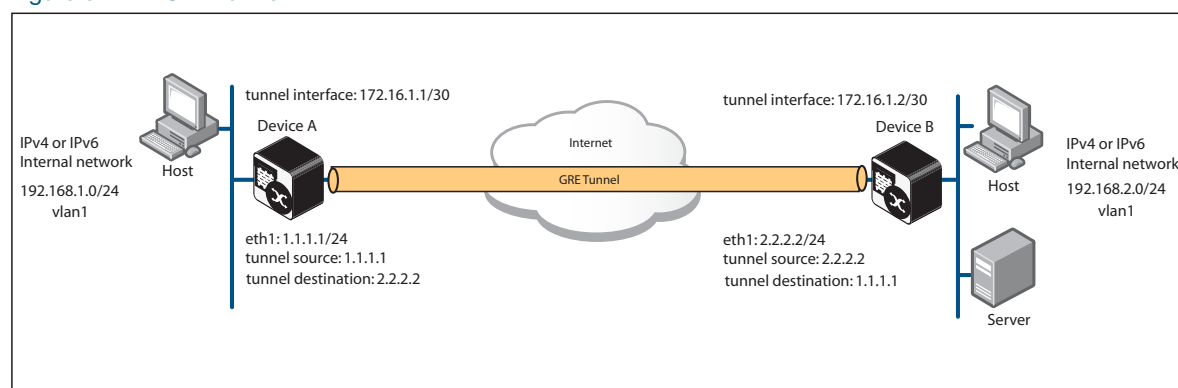 tunnel interface: 172.16.1.1/30
Device A
IPv4 or IPv6
Internal network
192.168.1.0/24
vlan1
Host
eth1: 1.1.1.1/24
tunnel source: 1.1.1.1
tunnel destination: 2.2.2.2
Internet
GRE Tunnel
tunnel interface: 172.16.1.2/30
Device B
eth1: 2.2.2.2/24
tunnel source: 2.2.2.2
tunnel destination: 1.1.1.1
Host
IPv4 or IPv6
Internal network
192.168.2.0/24
vlan1
Server